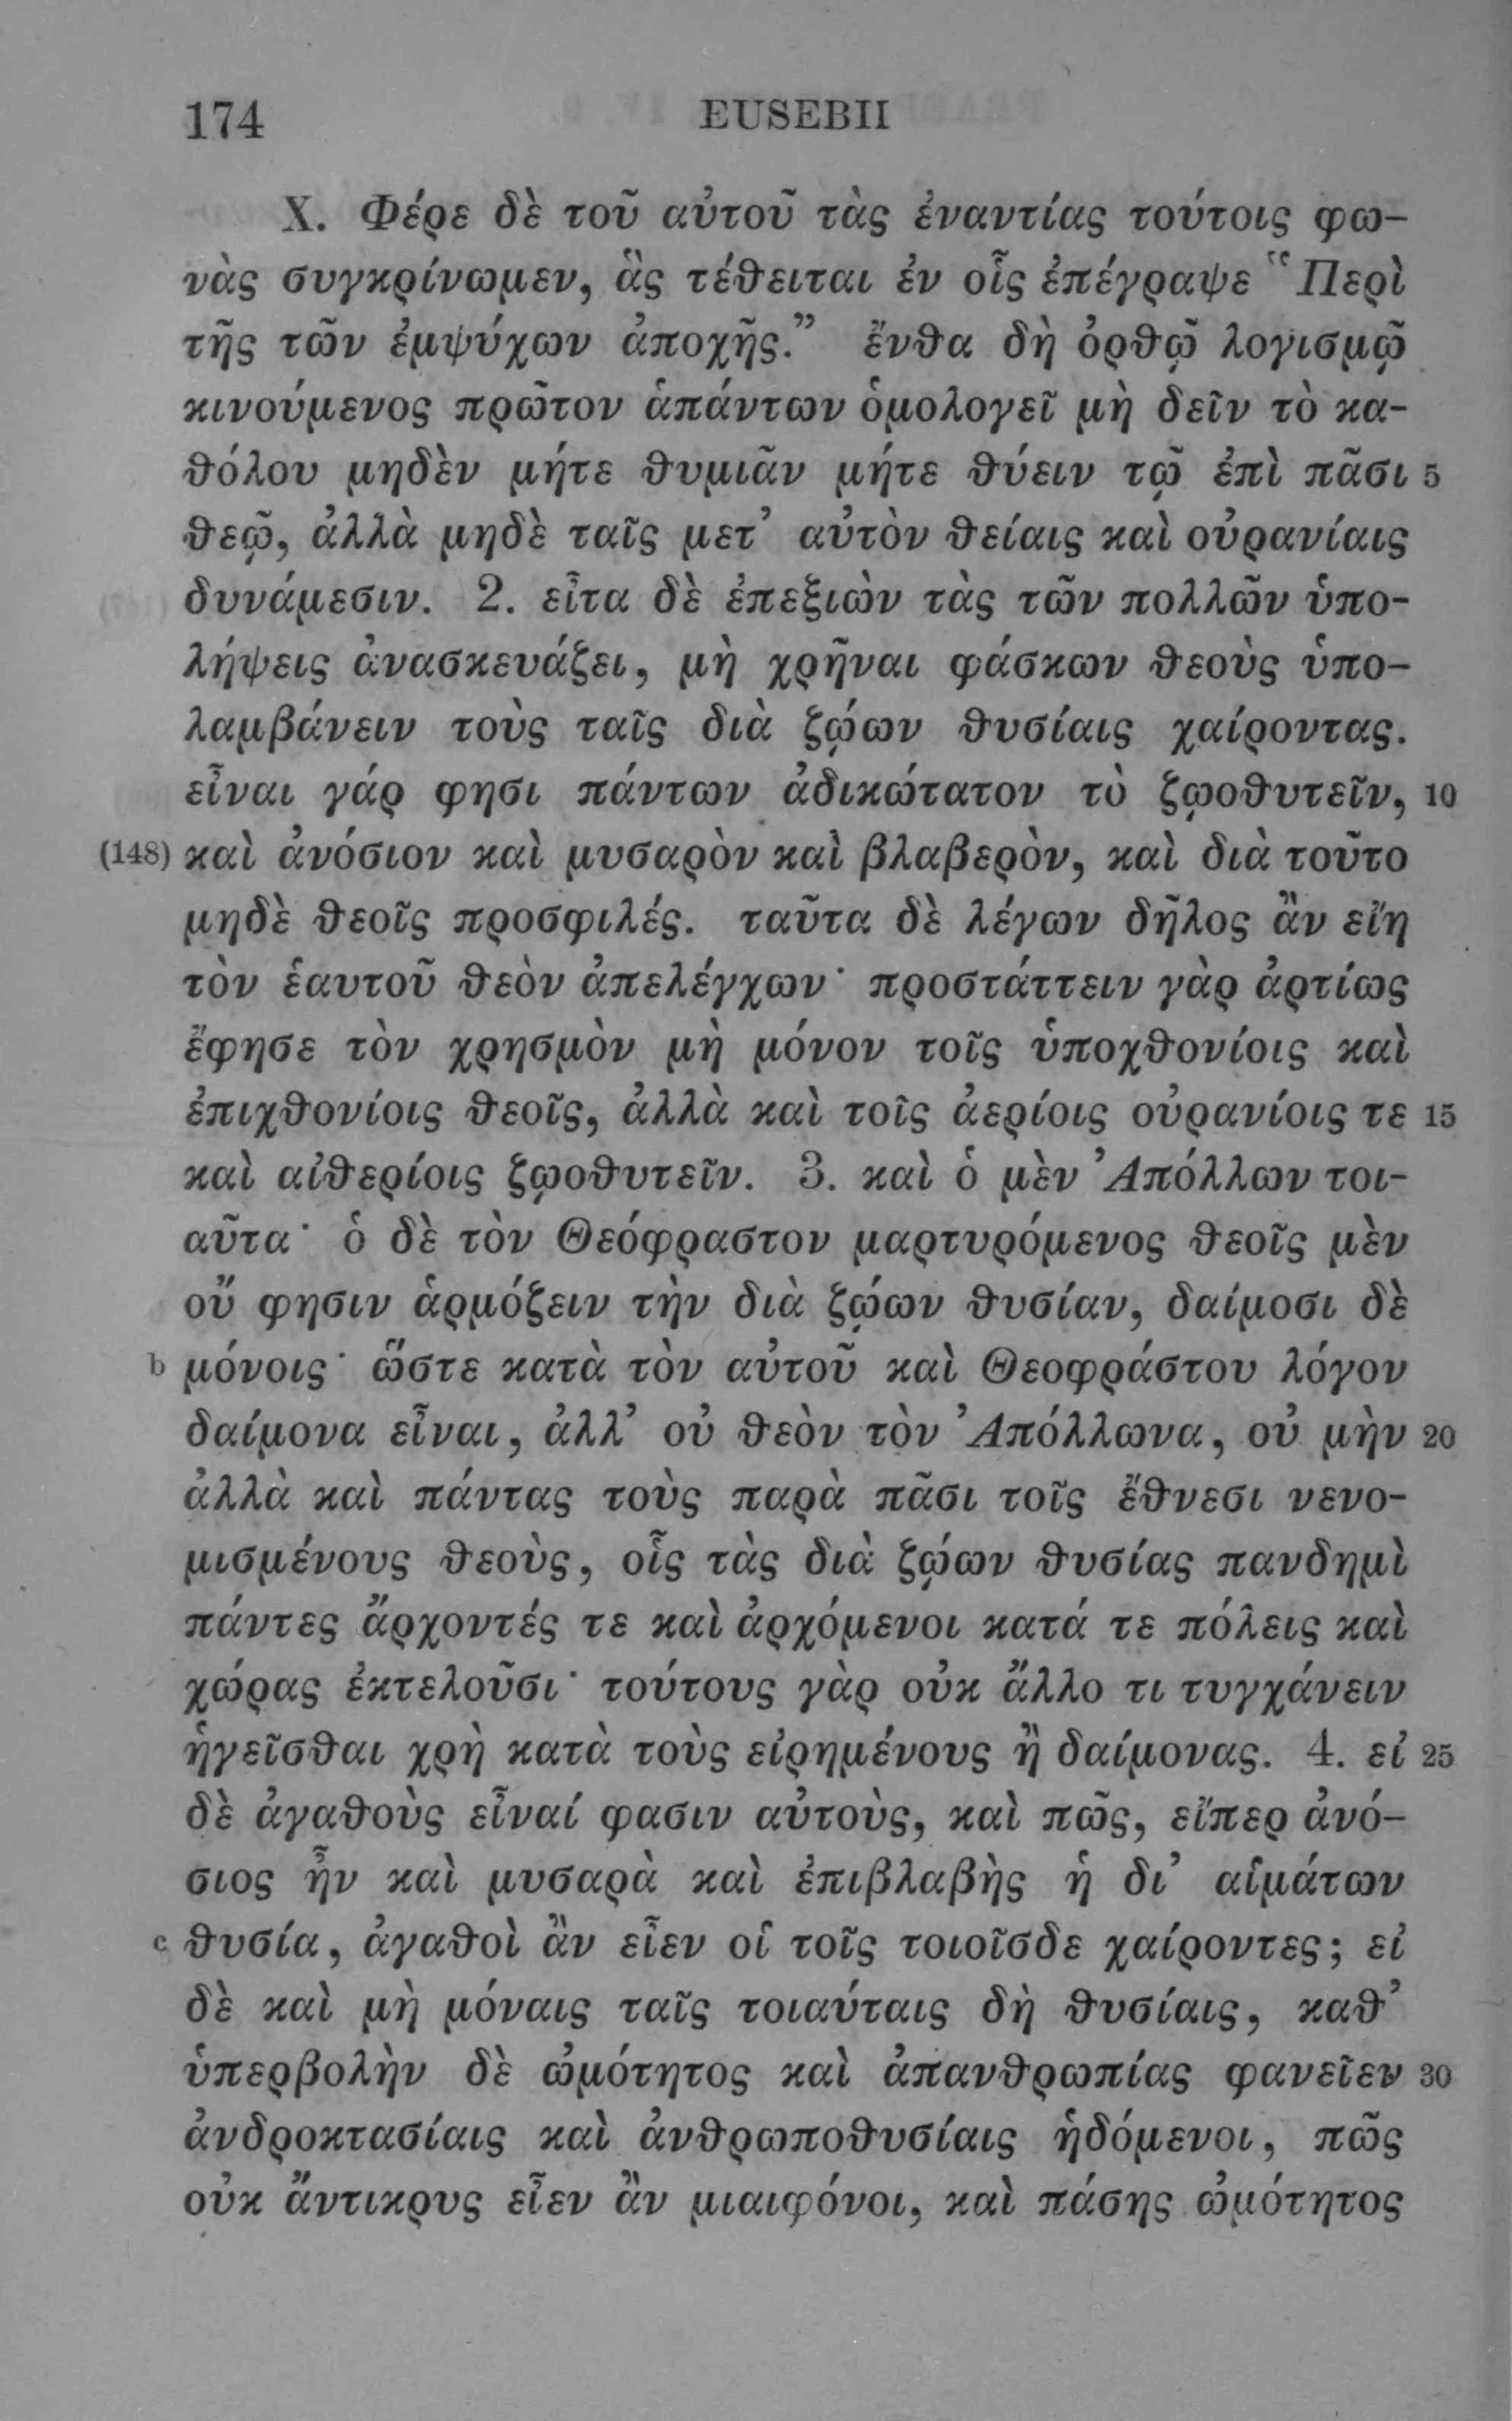 174 EUSEBII
X. Φέρε δὲ τοῦ αὐτοῦ τὰς ἐναντίας τούτοις φω-
νὰς συγκρίνωμεν, ἃς τέθειται ἐν οἷς ἐπέγραψε “Περὶ
τῆς τῶν ἐμψύχων ἀποχῆς.” ἔνθα δὴ ὀρθῷ λογισμῷ
κινούμενος πρῶτον ἁπάντων ὁμολογεῖ μὴ δεῖν τὸ κα-
θόλου μηδὲν μήτε θυμιᾶν μήτε θύειν τῷ ἐπὶ πᾶσι 5
θεῷ, ἀλλὰ μηδὲ ταῖς μετ’ αὐτὸν θείαις καὶ οὐρανίαις
δυνάμεσιν. 2. εἶτα δὲ ἐπεξιὼν τὰς τῶν πολλῶν ὑπο-
λήψεις ἀνασκευάζει, μὴ χρῆναι φάσκων θεοὺς ὑπο-
λαμβάνειν τοὺς ταῖς διὰ ζῴων θυσίαις χαίροντας.
εἶναι γάρ φησι πάντων ἀδικώτατον τὸ ζῳοθυτεῖν, 10
(148) καὶ ἀνόσιον καὶ μυσαρὸν καὶ βλαβερὸν, καὶ διὰ τοῦτο
μηδὲ θεοῖς προσφιλές. ταῦτα δὲ λέγων δῆλος ἂν εἴη
τὸν ἑαυτοῦ θεὸν ἀπελέγχων· προστάττειν γὰρ ἀρτίως
ἔφησε τὸν χρησμὸν μὴ μόνον τοῖς ὑποχθονίοις καὶ
ἐπιχθονίοις θεοῖς, ἀλλὰ καὶ τοῖς ἀερίοις οὐρανίοις τε 15
καὶ αἰθερίοις ζῳοθυτεῖν. 3. καὶ ὁ μὲν Ἀπόλλων τοι-
αῦτα· ὁ δὲ τὸν Θεόφραστον μαρτυρόμενος θεοῖς μὲν
οὔ φησιν ἁρμόζειν τὴν διὰ ζῴων θυσίαν, δαίμοσι δὲ
b μόνοις· ὥστε κατὰ τὸν αὐτοῦ καὶ Θεοφράστου λόγον
δαίμονα εἶναι, ἀλλ’ οὐ θεὸν τὸν Ἀπόλλωνα, οὐ μὴν 20
ἀλλὰ καὶ πάντας τοὺς παρὰ πᾶσι τοῖς ἔθνεσι νενο-
μισμένους θεοὺς, οἷς τὰς διὰ ζῴων θυσίας πανδημὶ
πάντες ἄρχοντές τε καὶ ἀρχόμενοι κατά τε πόλεις καὶ
χώρας ἐκτελοῦσι· τούτους γὰρ οὐκ ἄλλο τι τυγχάνειν
ἡγεῖσθαι χρὴ κατὰ τοὺς εἰρημένους ἢ δαίμονας. 4. εἰ 25
δὲ ἀγαθοὺς εἶναί φασιν αὐτοὺς, καὶ πῶς, εἴπερ ἀνό-
σιος ἦν καὶ μυσαρὰ καὶ ἐπιβλαβὴς ἡ δι’ αἱμάτων
c θυσία, ἀγαθοὶ ἂν εἶεν οἱ τοῖς τοιοῖσδε χαίροντες; εἰ
δὲ καὶ μὴ μόναις ταῖς τοιαύταις δὴ θυσίαις, καθ’
ὑπερβολὴν δὲ ὠμότητος καὶ ἀπανθρωπίας φανεῖεν 30
ἀνδροκτασίαις καὶ ἀνθρωποθυσίαις ἡδόμενοι, πῶς
οὐκ ἄντικρυς εἶεν ἂν μιαιφόνοι, καὶ πάσης ὠμότητος